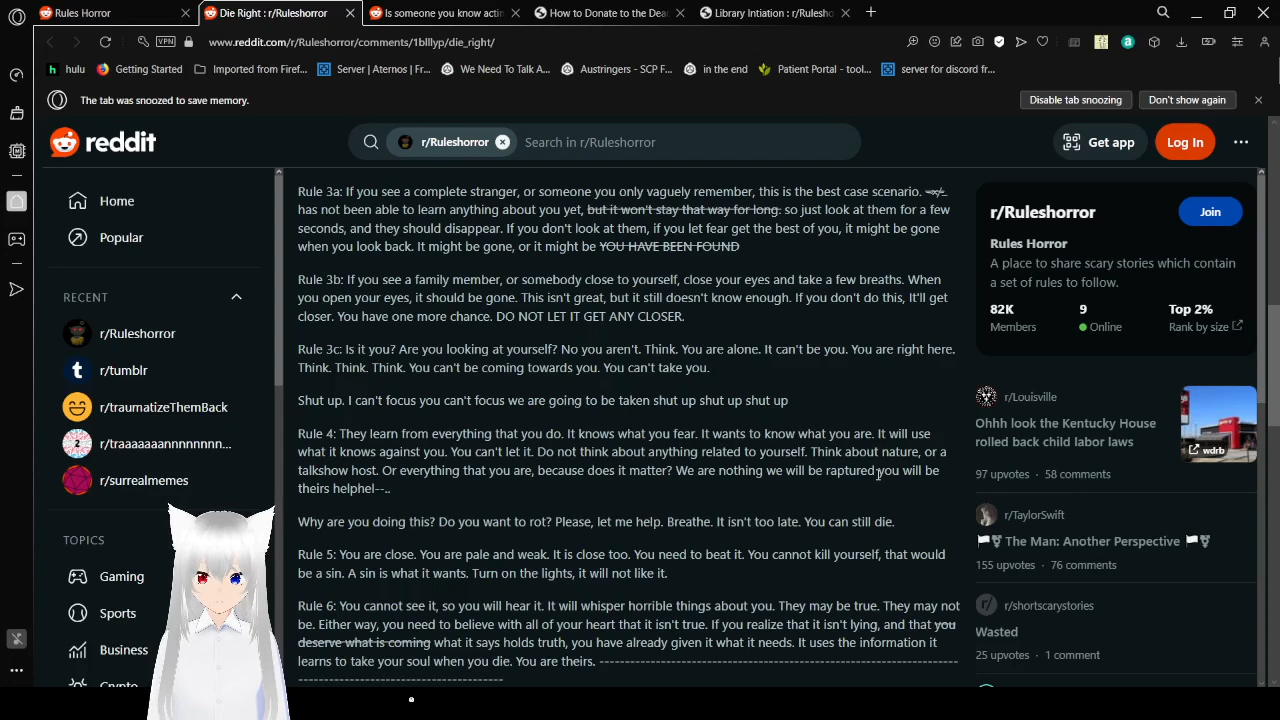 Rules Horror
Die Right : r/Ruleshorror
Is someone you know actin
How to Donate to the Dea
Library Intiation : r/Rulesho
www.reddit.com/r/Ruleshorror/comments/1blllyp/die_right/
VPN
hulu
Getting Started
Imported from Firef...
Server | Aternos | Fr...
We Need To Talk A...
Austringers - SCP F...
in the end
Patient Portal - tool...
server for discord fr...
The tab was snoozed to save memory.
Disable tab snoozing
Don't show again
reddit
r/Ruleshorror
Search in r/Ruleshorror
Get app
Log In
Home
Popular
RECENT
r/Ruleshorror
r/tumblr
r/traumatizeThemBack
r/traaaaaaannnnnnnn...
r/surrealmemes
TOPICS
Gaming
Sports
Business
Crypto
Rule 3a: If you see a complete stranger, or someone you only vaguely remember, this is the best case scenario.
has not been able to learn anything about you yet, but it won't stay that way for long. so just look at them for a few
seconds, and they should disappear. If you don't look at them, if you let fear get the best of you, it might be gone
when you look back. It might be gone, or it might be YOU HAVE BEEN FOUND
Rule 3b: If you see a family member, or somebody close to yourself, close your eyes and take a few breaths. When
you open your eyes, it should be gone. This isn't great, but it still doesn't know enough. If you don't do this, It'll get
closer. You have one more chance. DO NOT LET IT GET ANY CLOSER.
Rule 3c: Is it you? Are you looking at yourself? No you aren't. Think. You are alone. It can't be you. You are right here.
Think. Think. Think. You can't be coming towards you. You can't take you.
Shut up. I can't focus you can't focus we are going to be taken shut up shut up shut up
Rule 4: They learn from everything that you do. It knows what you fear. It wants to know what you are. It will use
what it knows against you. You can't let it. Do not think about anything related to yourself. Think about nature, or a
talkshow host. Or everything that you are, because does it matter? We are nothing we will be raptured you will be
theirs helphel--..
Why are you doing this? Do you want to rot? Please, let me help. Breathe. It isn't too late. You can still die.
Rule 5: You are close. You are pale and weak. It is close too. You need to beat it. You cannot kill yourself, that would
be a sin. A sin is what it wants. Turn on the lights, it will not like it.
Rule 6: You cannot see it, so you will hear it. It will whisper horrible things about you. They may be true. They may not
be. Either way, you need to believe with all of your heart that it isn't true. If you realize that it isn't lying, and that you
deserve what is coming what it says holds truth, you have already given it what it needs. It uses the information it
learns to take your soul when you die. You are theirs. ----------------------------------------------------------------------
----------------------------------------
r/Ruleshorror
Join
Rules Horror
A place to share scary stories which contain
a set of rules to follow.
82K
9
Top 2%
Members
Online
Rank by size
r/Louisville
Ohhh look the Kentucky House
rolled back child labor laws
wdrb
97 upvotes · 58 comments
r/TaylorSwift
The Man: Another Perspective
155 upvotes · 76 comments
r/shortscarystories
Wasted
25 upvotes · 1 comment